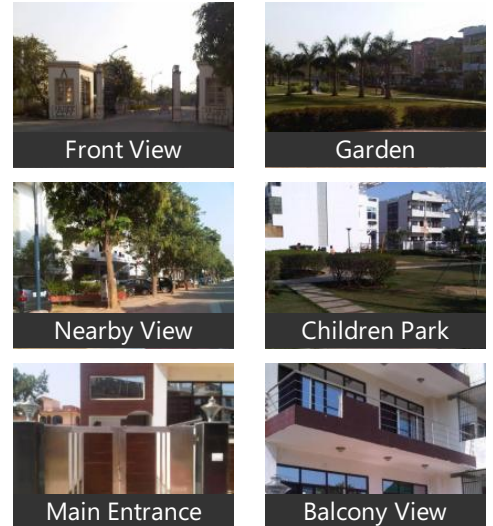 Front View
Garden
Nearby View
Children Park
Main Entrance
Balcony View